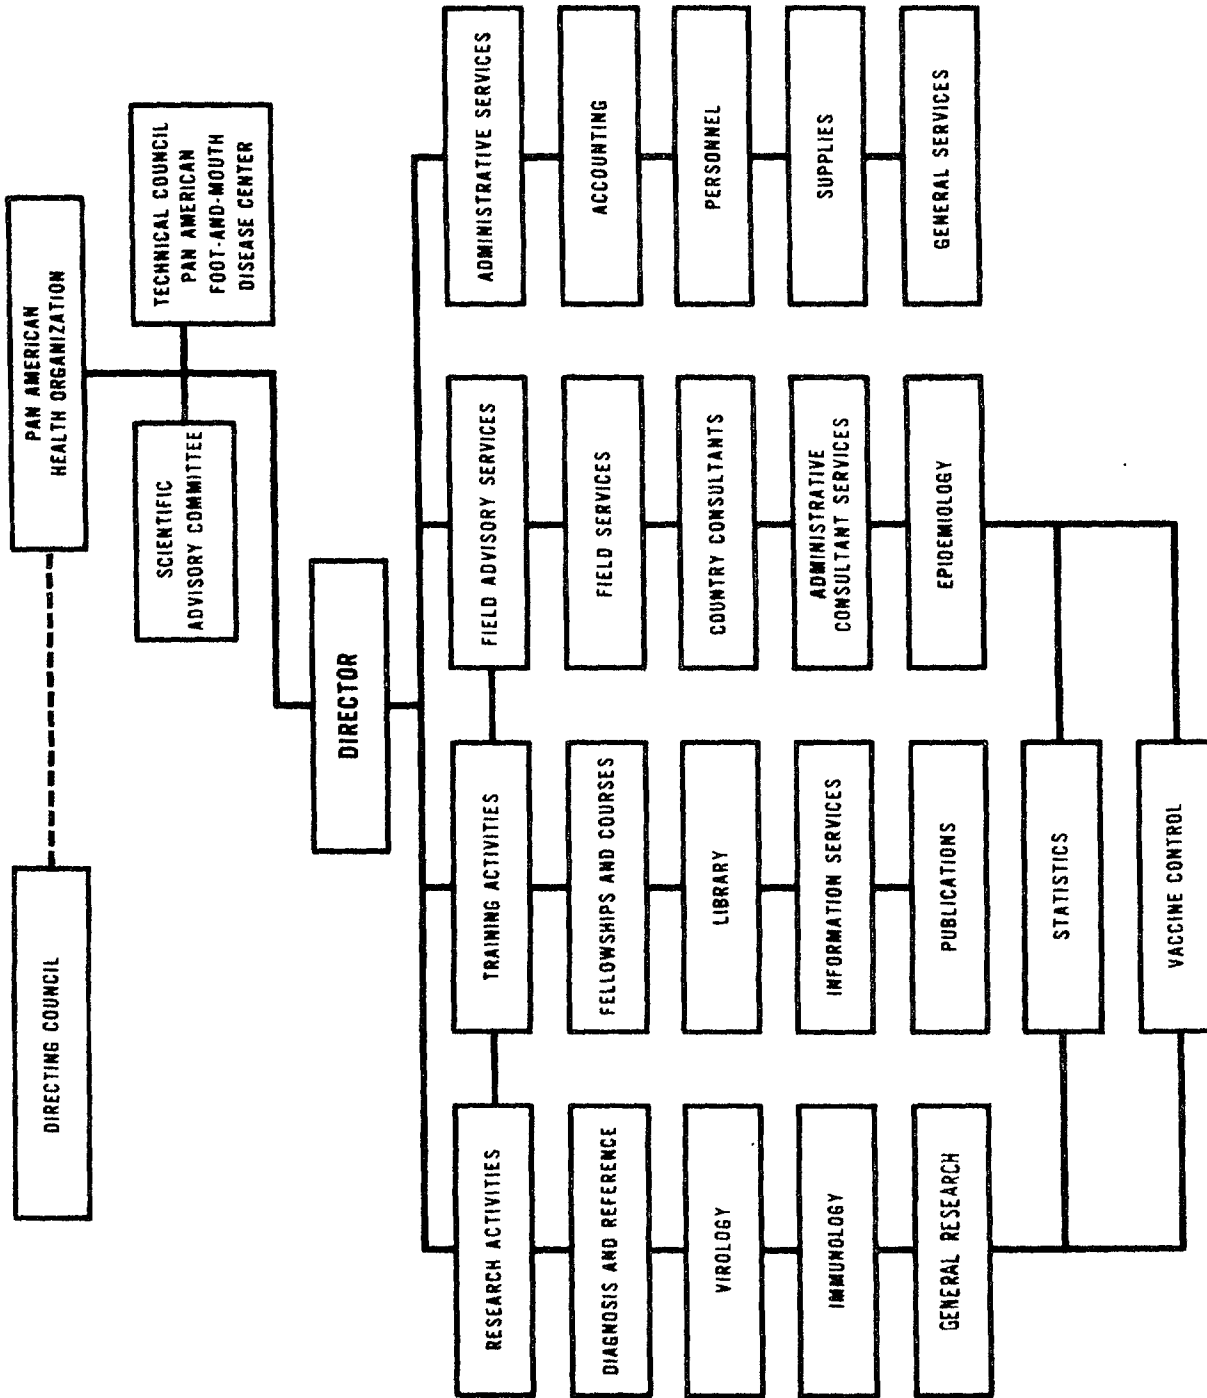 DIRECTING COUNCIL
PAN AMERICAN
HEALTH ORGANIZATION
SCIENTIFIC
ADVISORY COMMITTEE
TECHNICAL COUNCIL
PAN AMERICAN
FOOT-AND-MOUTH
DISEASE CENTER
DIRECTOR
RESEARCH ACTIVITIES
TRAINING ACTIVITIES
FIELD ADVISORY SERVICES
ADMINISTRATIVE SERVICES
DIAGNOSIS AND REFERENCE
FELLOWSHIPS AND COURSES
FIELD SERVICES
ACCOUNTING
VIROLOGY
LIBRARY
COUNTRY CONSULTANTS
PERSONNEL
IMMUNOLOGY
INFORMATION SERVICES
ADMINISTRATIVE
CONSULTANT SERVICES
SUPPLIES
GENERAL RESEARCH
PUBLICATIONS
EPIDEMIOLOGY
GENERAL SERVICES
STATISTICS
VACCINE CONTROL